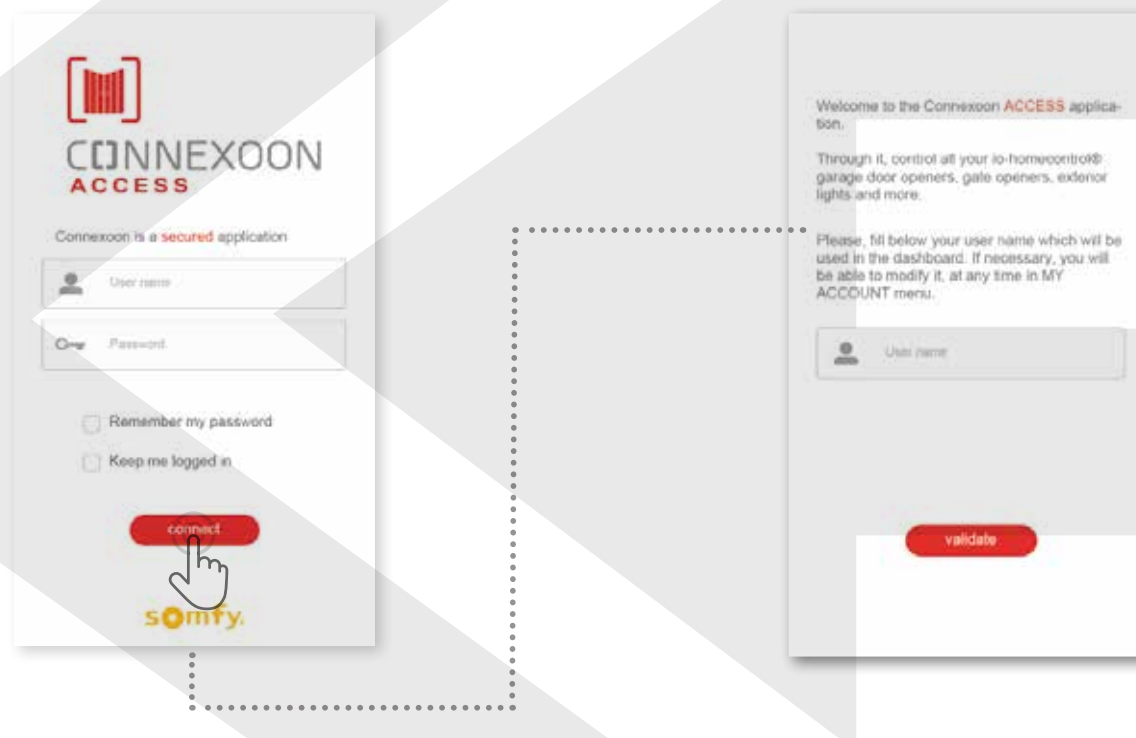 CONNEXOON
ACCESS
Connexoon is a secured application
User name
Password
Remember my password
Keep me logged in
connect
somfy.
Welcome to the Connexoon ACCESS applica-
tion.
Through it, control all your io-homecontrol®
garage door openers, gate openers, exterior
lights and more.
Please, fill below your user name which will be
used in the dashboard. If necessary, you will
be able to modify it, at any time in MY
ACCOUNT menu.
User name
validate